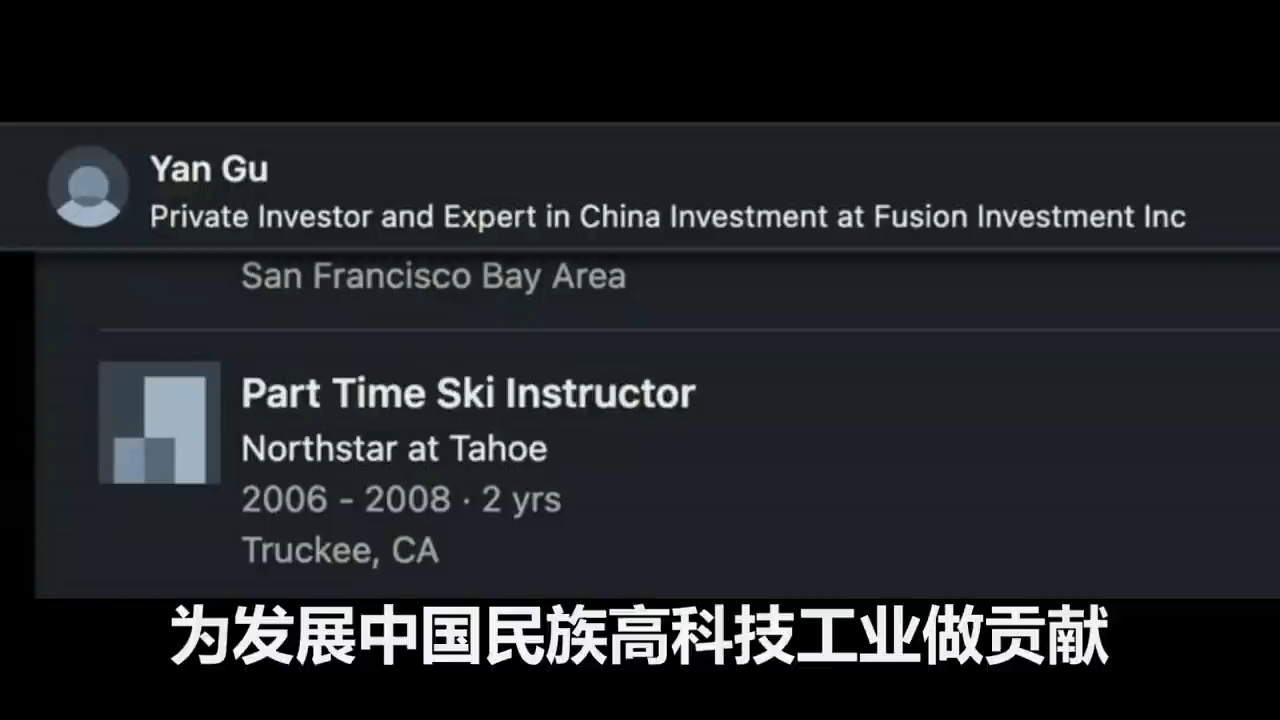 Yan Gu
Private Investor and Expert in China Investment at Fusion Investment Inc
San Francisco Bay Area
Part Time Ski Instructor
Northstar at Tahoe
2006 - 2008 · 2 yrs
Truckee, CA
为发展中国民族高科技工业做贡献